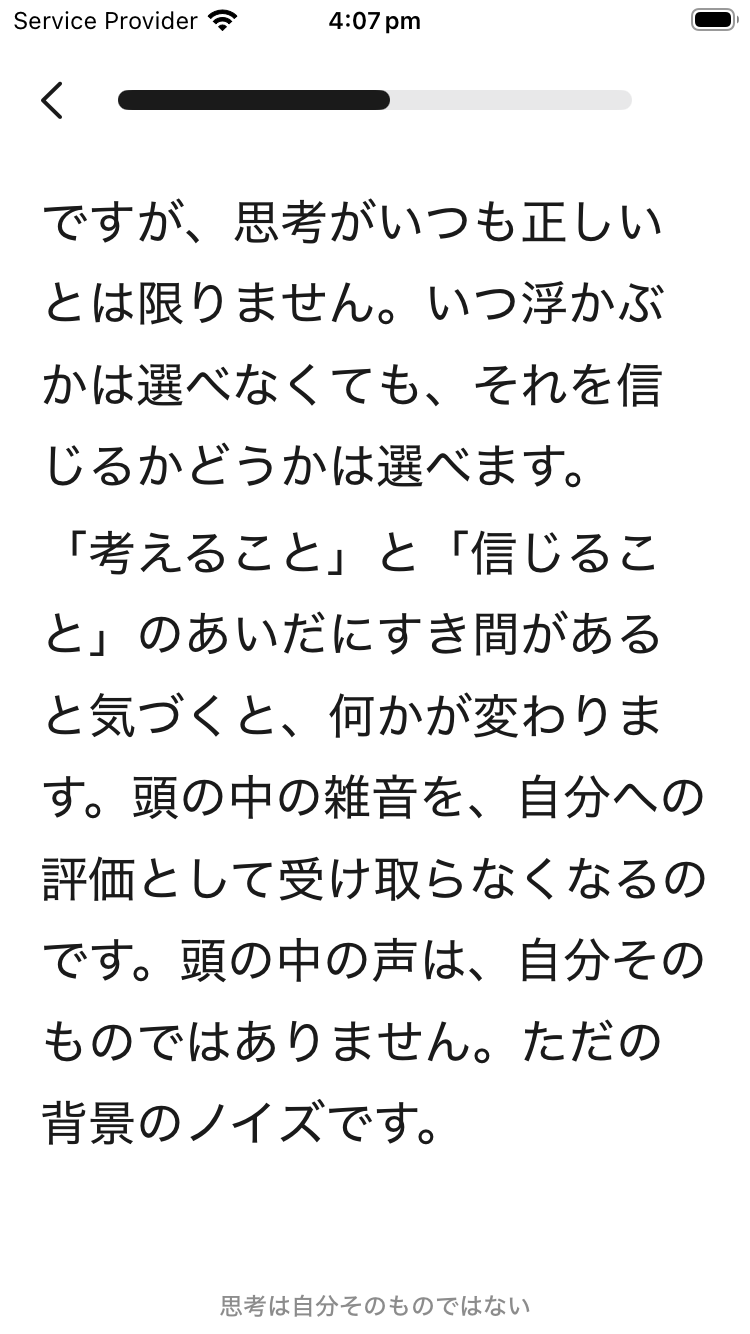 Service Provider 4:07 pm
ですが、思考がいつも正しい
とは限りません。いつ浮かぶ
かは選べなくても、それを信
じるかどうかは選べます。
「考えること」と「信じるこ
と」のあいだにすき間がある
と気づくと、何かが変わりま
す。頭の中の雑音を、自分への
評価として受け取らなくなるの
です。頭の中の声は、自分その
ものではありません。ただの
背景のノイズです。
思考は自分そのものではない